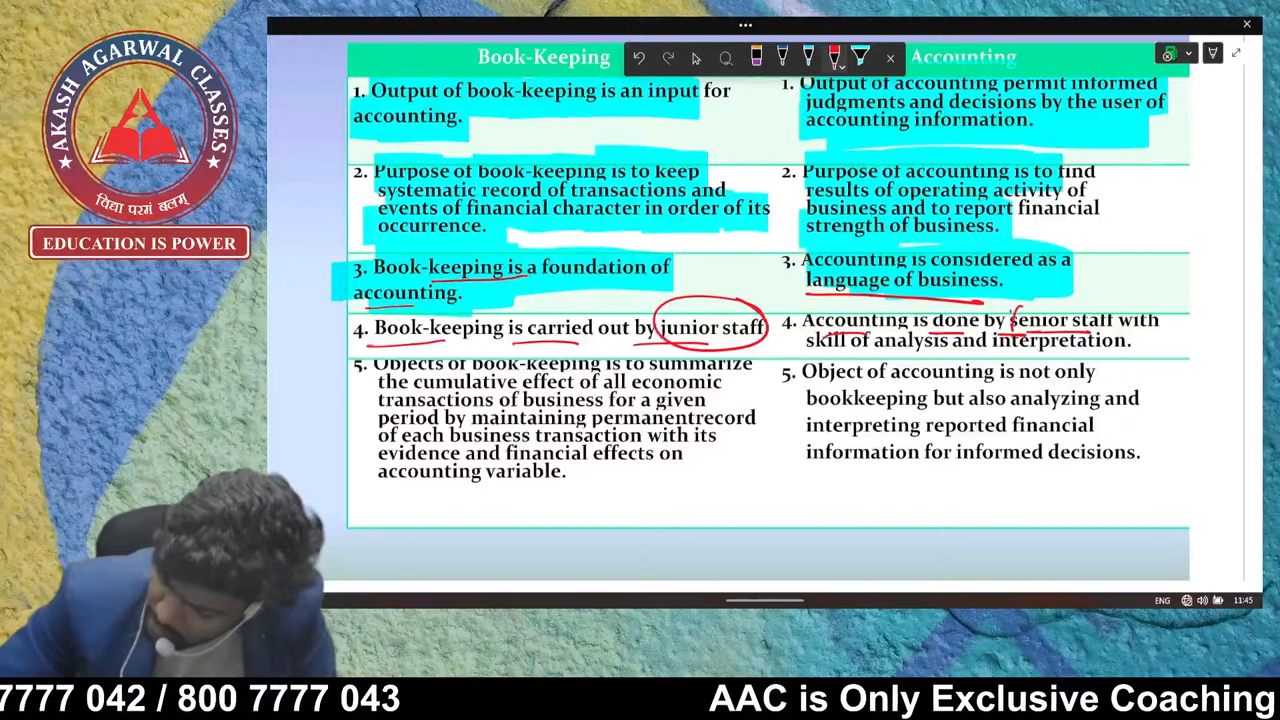 AKASH AGARWAL CLASSES
विद्या परमं बलम्
EDUCATION IS POWER
Book-Keeping
Accounting
1. Output of book-keeping is an input for
accounting.
1. Output of accounting permit informed
judgments and decisions by the user of
accounting information.
2. Purpose of book-keeping is to keep
systematic record of transactions and
events of financial character in order of its
occurrence.
2. Purpose of accounting is to find
results of operating activity of
business and to report financial
strength of business.
3. Book-keeping is a foundation of
accounting.
3. Accounting is considered as a
language of business.
4. Book-keeping is carried out by junior staff
4. Accounting is done by senior staff with
skill of analysis and interpretation.
5. Objects of book-keeping is to summarize
the cumulative effect of all economic
transactions of business for a given
period by maintaining permanentrecord
of each business transaction with its
evidence and financial effects on
accounting variable.
5. Object of accounting is not only
bookkeeping but also analyzing and
interpreting reported financial
information for informed decisions.
ENG 11:45
7777 042 / 800 7777 043
AAC is Only Exclusive Coaching